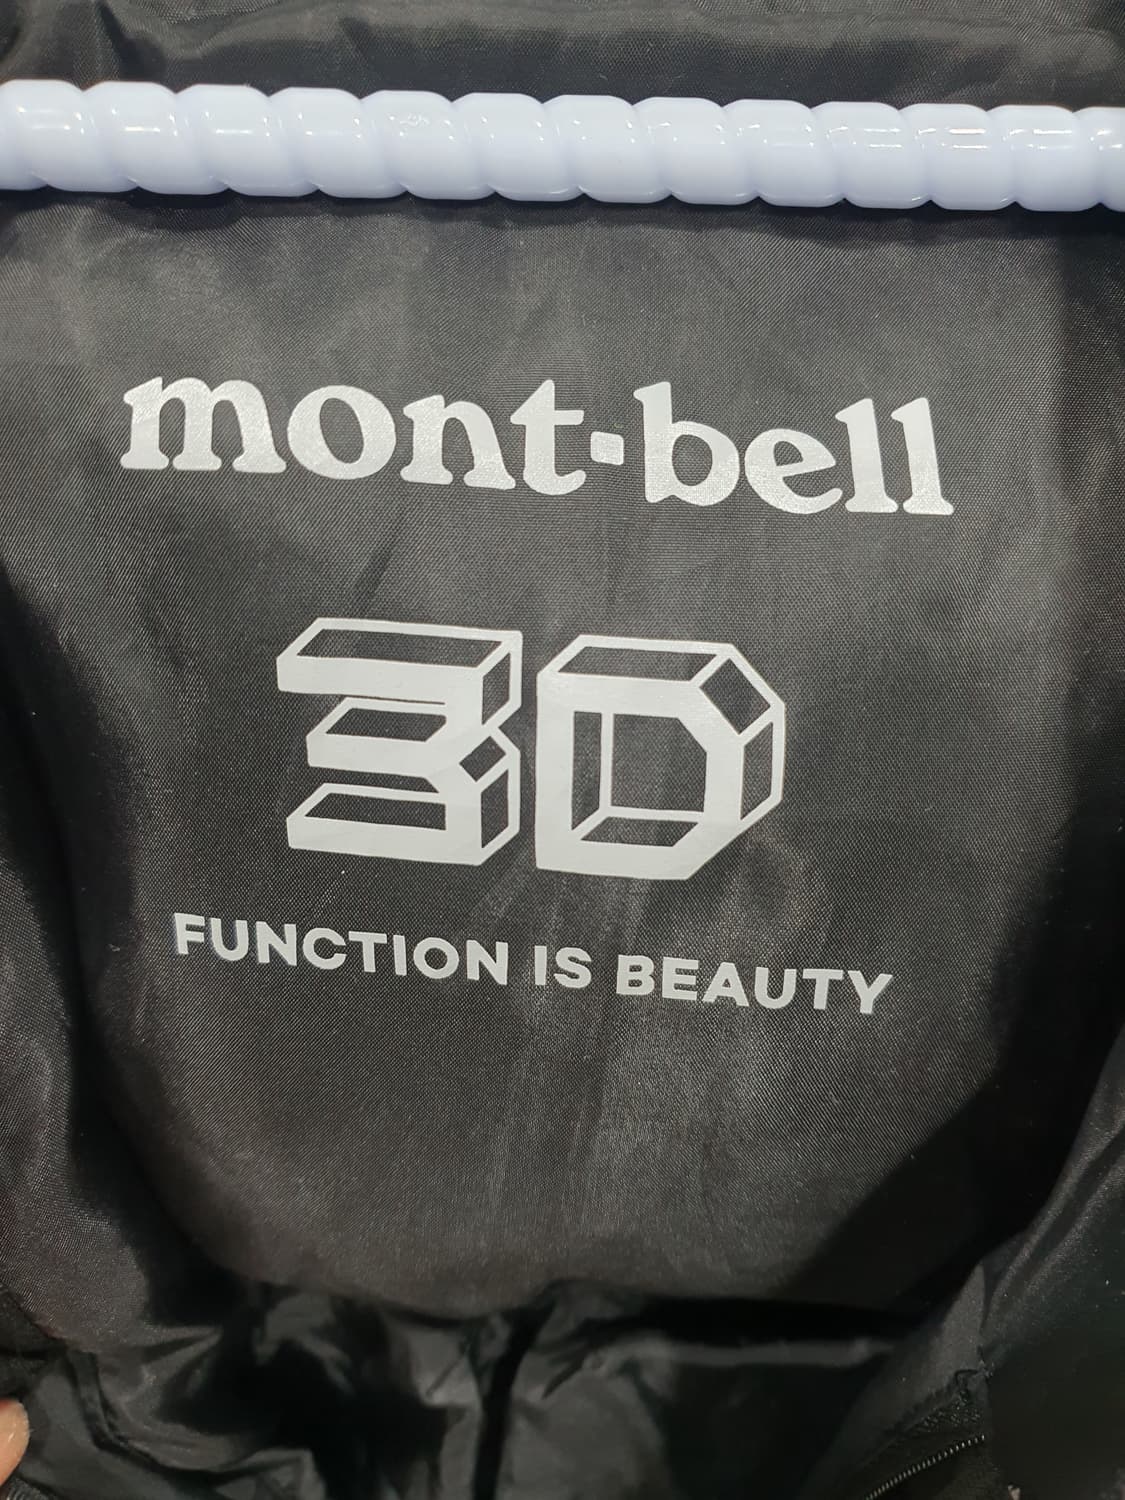 mont-bell
3D
FUNCTION IS BEAUTY